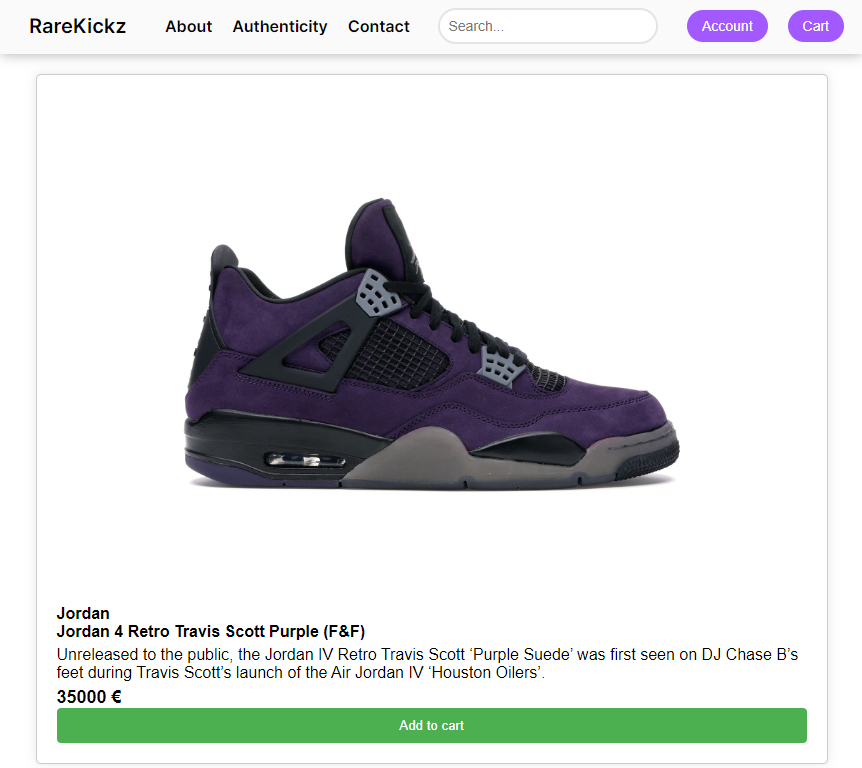 RareKickz About Authenticity Contact Search... Account Cart
Jordan
Jordan 4 Retro Travis Scott Purple (F&F)
Unreleased to the public, the Jordan IV Retro Travis Scott ‘Purple Suede’ was first seen on DJ Chase B’s
feet during Travis Scott’s launch of the Air Jordan IV ‘Houston Oilers’.
35000 €
Add to cart